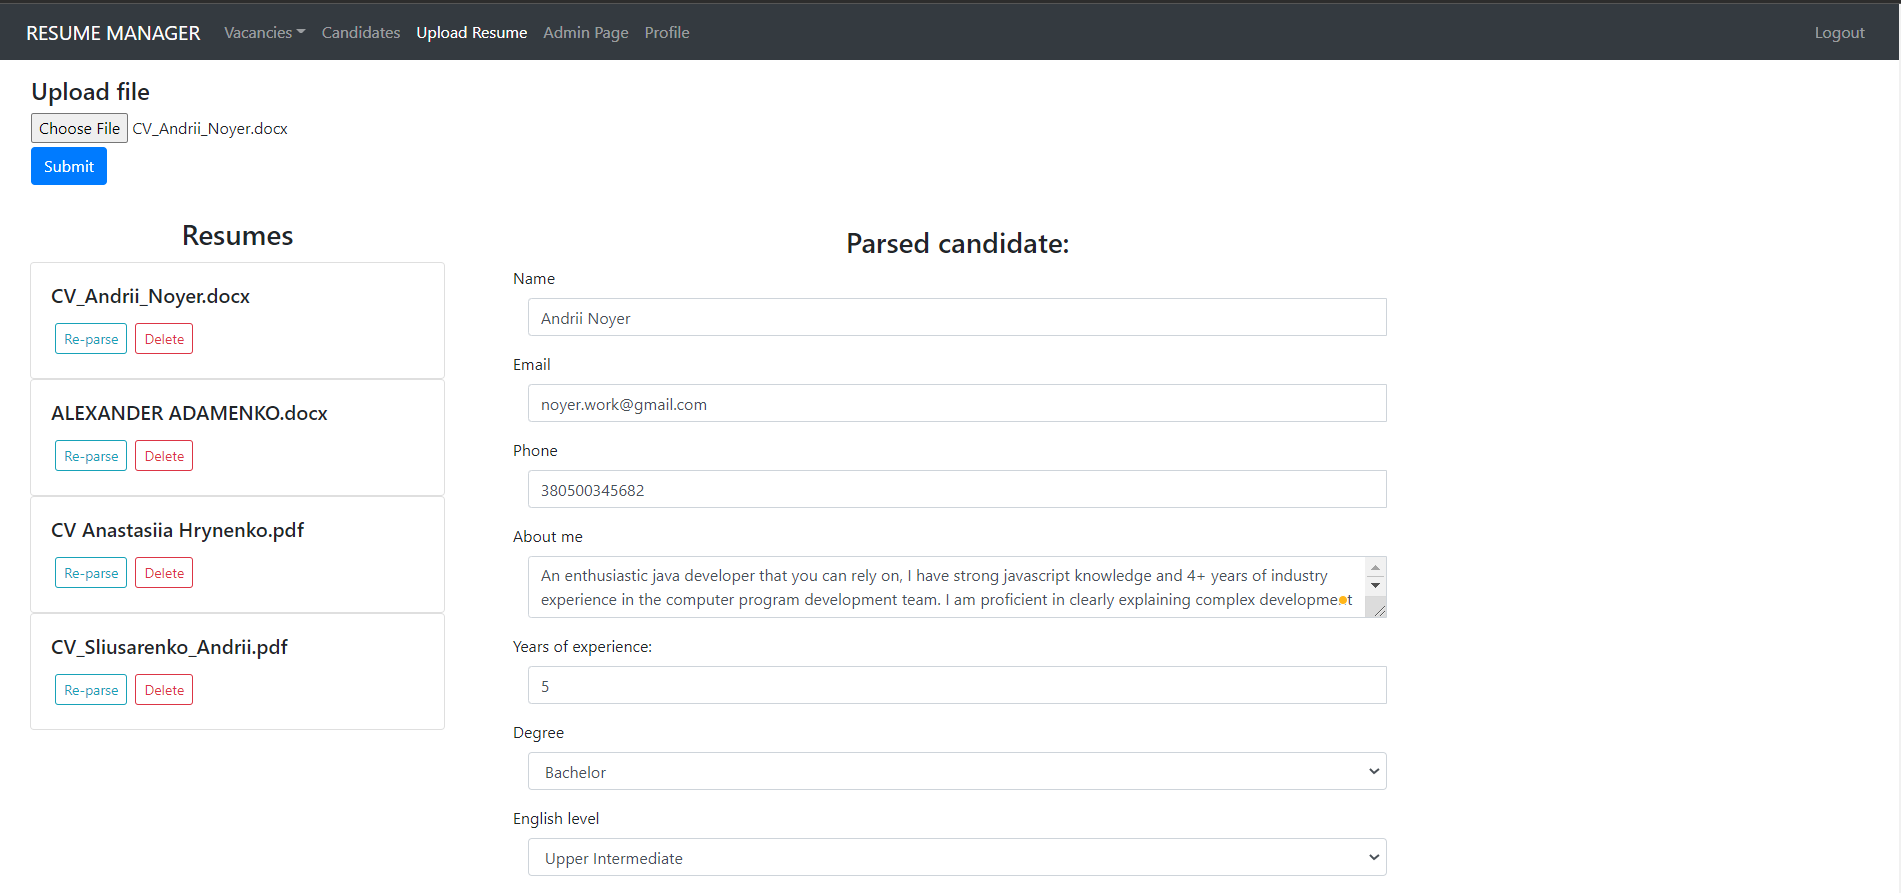 RESUME MANAGER Vacancies Candidates Upload Resume Admin Page Profile Logout
Upload file
Choose File CV_Andrii_Noyer.docx
Submit
Resumes
CV_Andrii_Noyer.docx
Re-parse Delete
ALEXANDER ADAMENKO.docx
Re-parse Delete
CV Anastasiia Hrynenko.pdf
Re-parse Delete
CV_Sliusarenko_Andrii.pdf
Re-parse Delete
Parsed candidate:
Name
Andrii Noyer
Email
noyer.work@gmail.com
Phone
380500345682
About me
An enthusiastic java developer that you can rely on, I have strong javascript knowledge and 4+ years of industry
experience in the computer program development team. I am proficient in clearly explaining complex development
Years of experience:
5
Degree
Bachelor
English level
Upper Intermediate